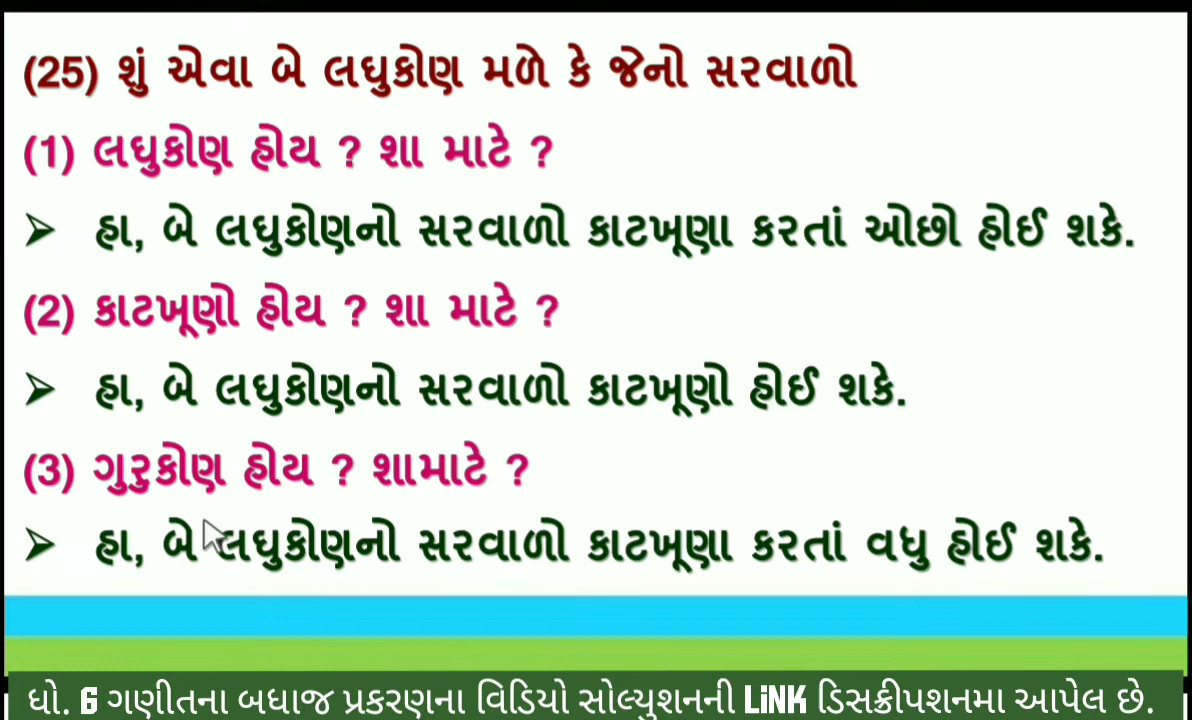 (25) શું એવા બે લઘુકોણ મળે કે જેનો સરવાળો
(1) લઘુકોણ હોય ? શા માટે ?
➢ હા, બે લઘુકોણનો સરવાળો કાટખૂણા કરતાં ઓછો હોઈ શકે.
(2) કાટખૂણો હોય ? શા માટે ?
➢ હા, બે લઘુકોણનો સરવાળો કાટખૂણો હોઈ શકે.
(3) ગુરુકોણ હોય ? શામાટે ?
➢ હા, બે લઘુકોણનો સરવાળો કાટખૂણા કરતાં વધુ હોઈ શકે.
ધો. 6 ગણીતના બધાજ પ્રકરણના વિડિયો સોલ્યુશનની LiNK ડિસક્રીપશનમા આપેલ છે.